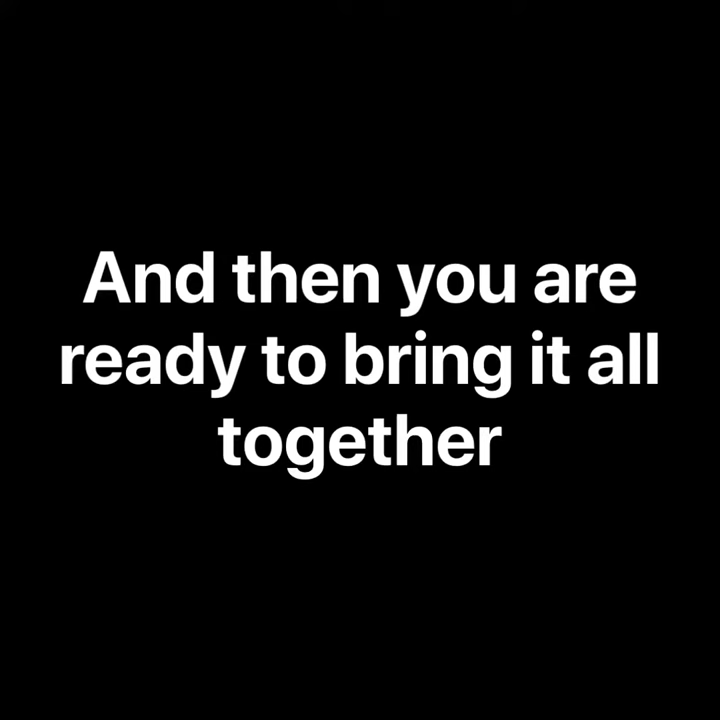 And then you are
ready to bring it all
together